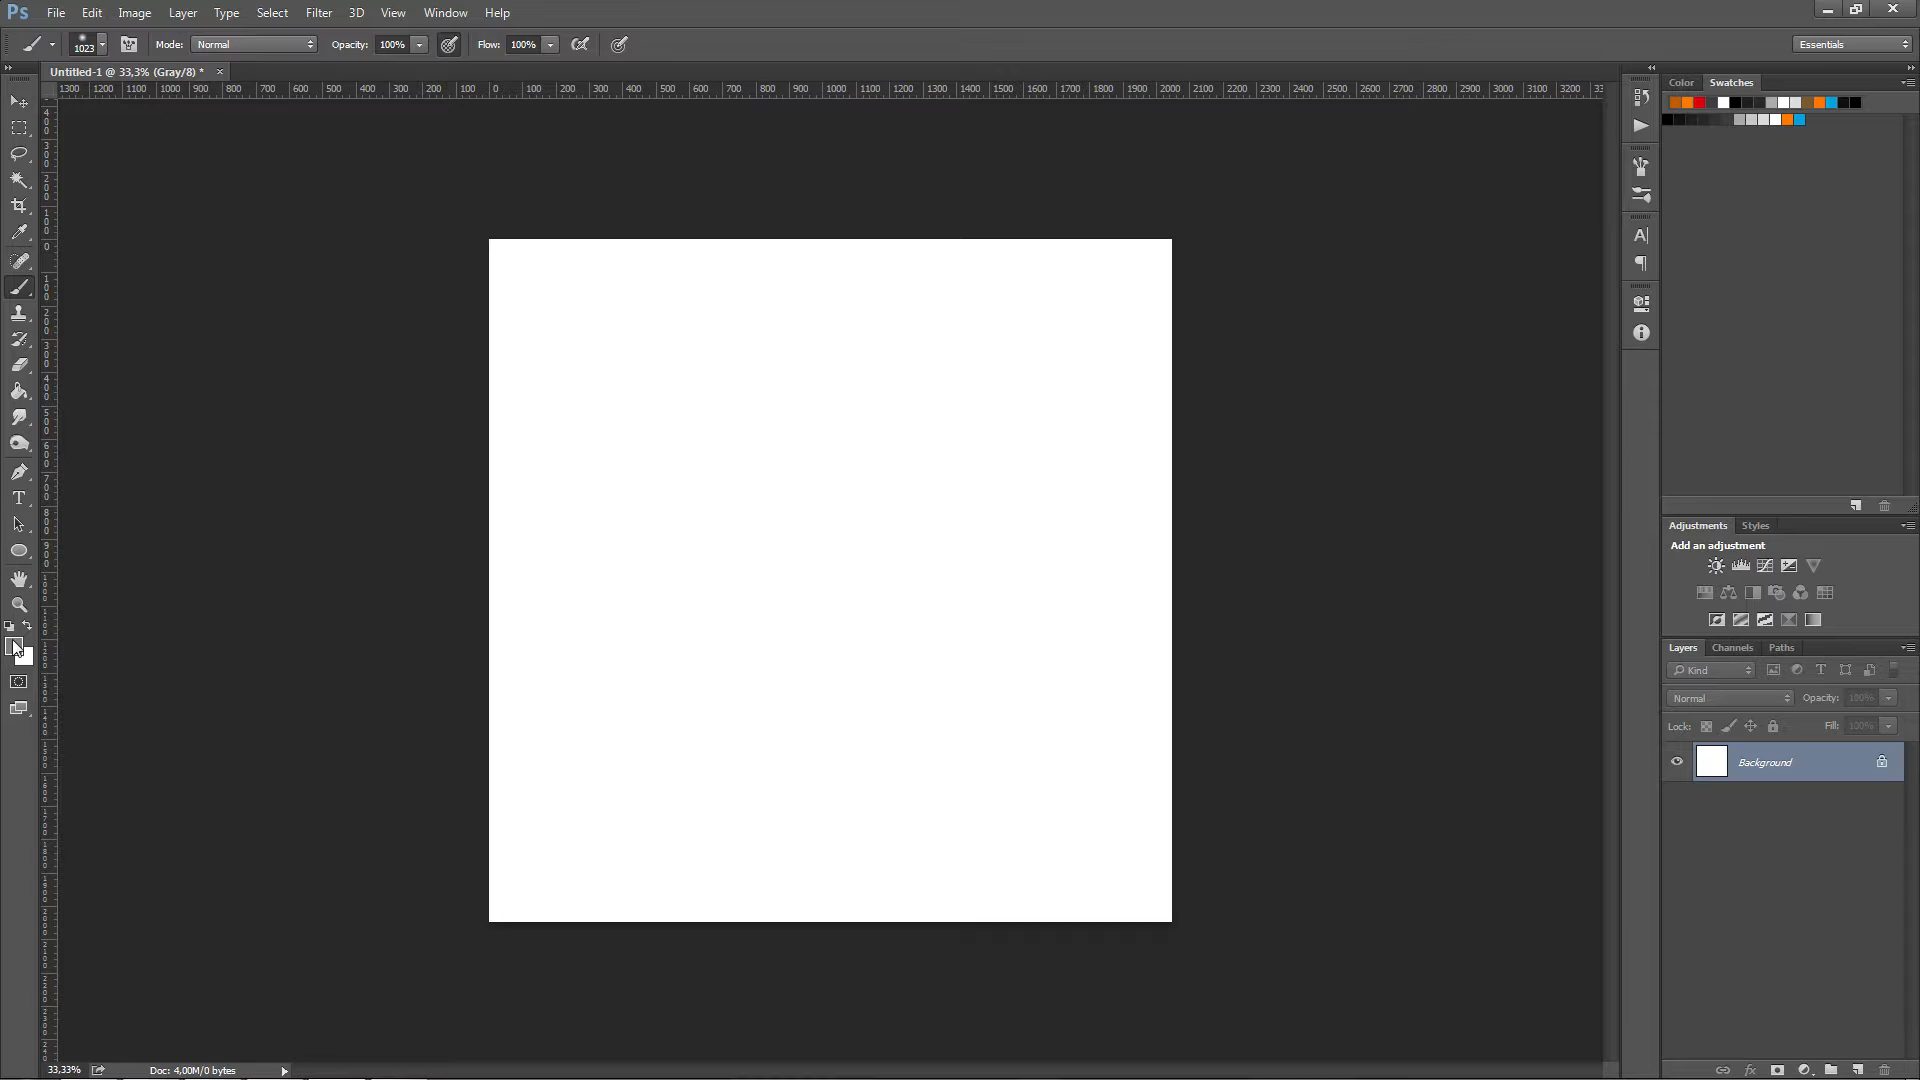 Ps File Edit Image Layer Type Select Filter 3D View Window Help
1023 Mode: Normal Opacity: 100% Flow: 100% Essentials
Untitled-1 @ 33,3% (Gray/8) * ×
1300 1200 1100 1000 900 800 700 600 500 400 300 200 100 0 100 200 300 400 500 600 700 800 900 1000 1100 1200 1300 1400 1500 1600 1700 1800 1900 2000 2100 2200 2300 2400 2500 2600 2700 2800 2900 3000 3100 3200
Color Swatches
Adjustments Styles
Add an adjustment
Layers Channels Paths
Kind
Normal Opacity: 100%
Lock: Fill: 100%
Background
33,33% Doc: 4,00M/0 bytes